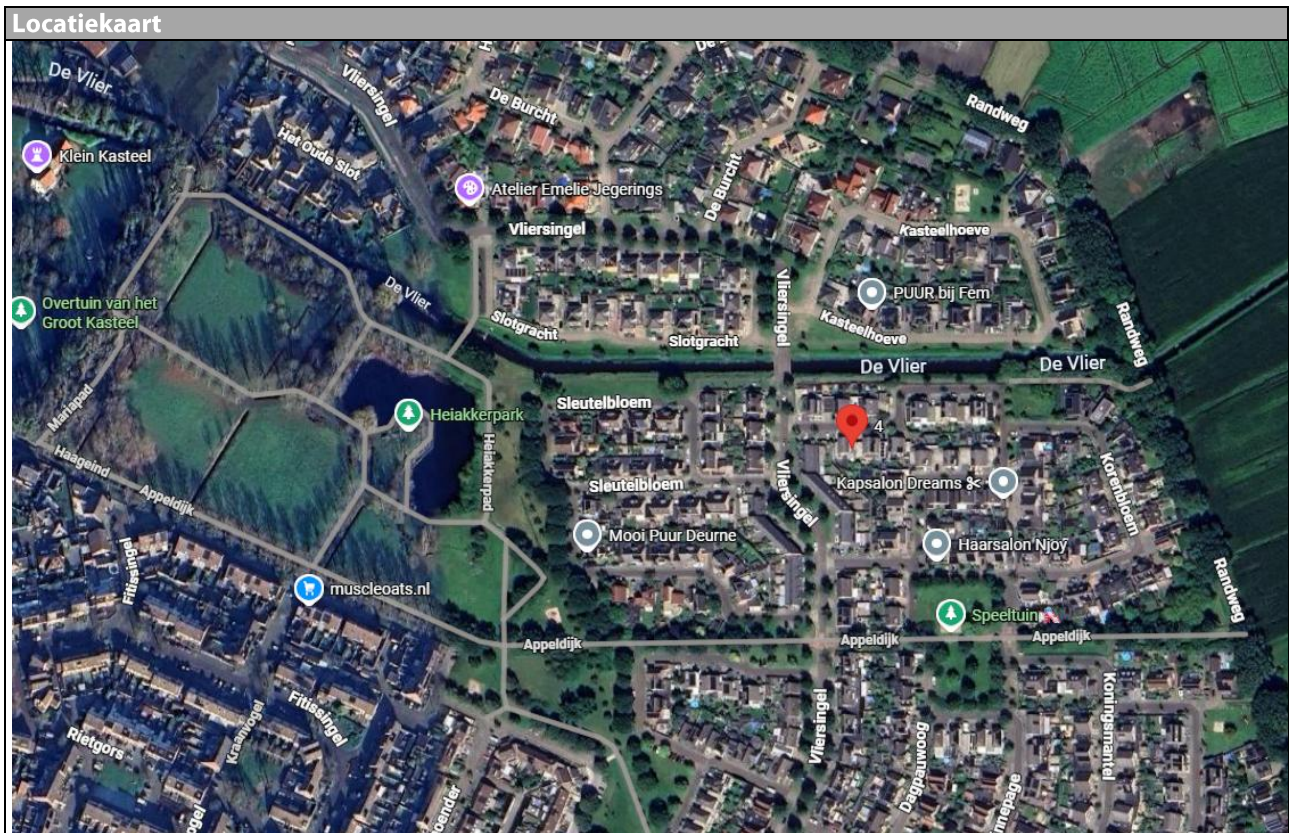 Locatiekaart
De Vlier
Vliersingel
De Burcht
Randweg
Klein Kasteel
Het Oude Slot
Atelier Emelie Jegerings
De Burcht
Vliersingel
Kasteelhoeve
De Vlier
Vliersingel
PUUR bij Fem
Overtuin van het
Groot Kasteel
Slotgracht
Slotgracht
Kasteelhoeve
Randweg
De Vlier
De Vlier
Mariapad
Heiakkerpark
Sleutelbloem
4
Heiakkerpad
Haageind
Appeldijk
Sleutelbloem
Vliersingel
Kapsalon Dreams
Korenbloem
Mooi Puur Deurne
Haarsalon Njoy
Fitissingel
muscleoats.nl
Speeltuin
Randweg
Appeldijk
Appeldijk
Appeldijk
Fitissingel
Kraanvogel
Rietgors
Vliersingel
Dagpauwoog
Koningsmantel